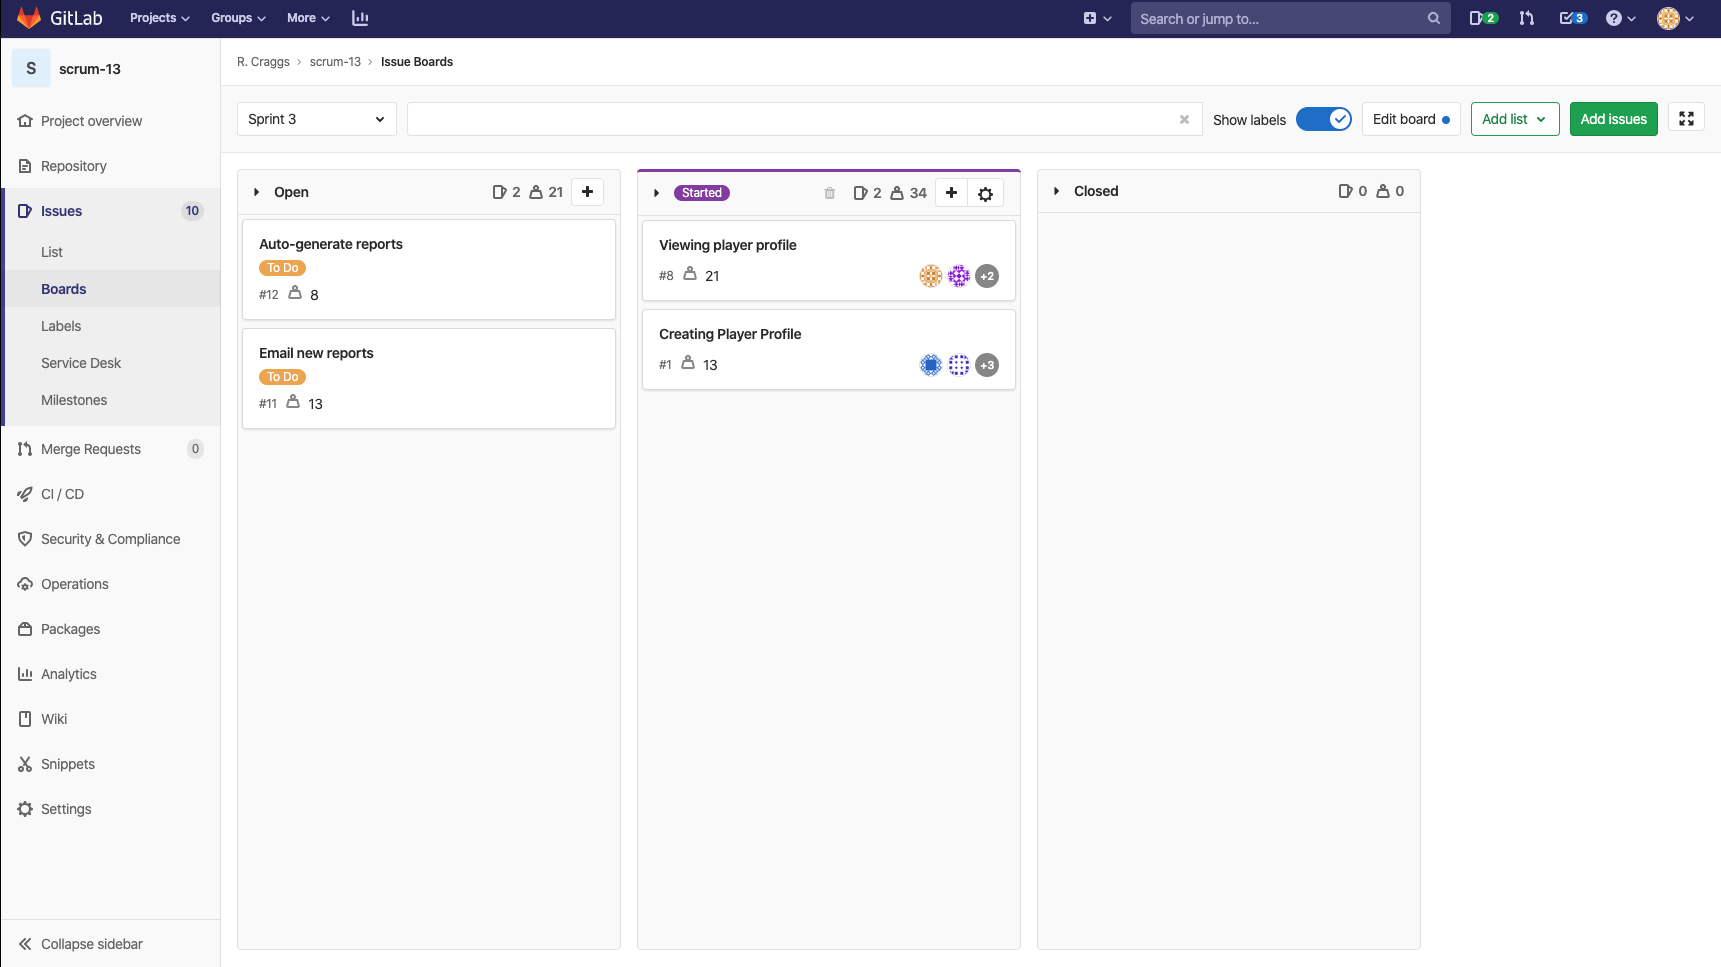 GitLab Projects Groups More Search or jump to... 2 3
S scrum-13
Project overview
Repository
Issues 10
List
Boards
Labels
Service Desk
Milestones
Merge Requests 0
CI / CD
Security & Compliance
Operations
Packages
Analytics
Wiki
Snippets
Settings
Collapse sidebar
R. Craggs › scrum-13 › Issue Boards
Sprint 3 Show labels Edit board Add list Add issues
Open 2 21
Auto-generate reports
To Do
#12 8
Email new reports
To Do
#11 13
Started 2 34
Viewing player profile
#8 21 +2
Creating Player Profile
#1 13 +3
Closed 0 0